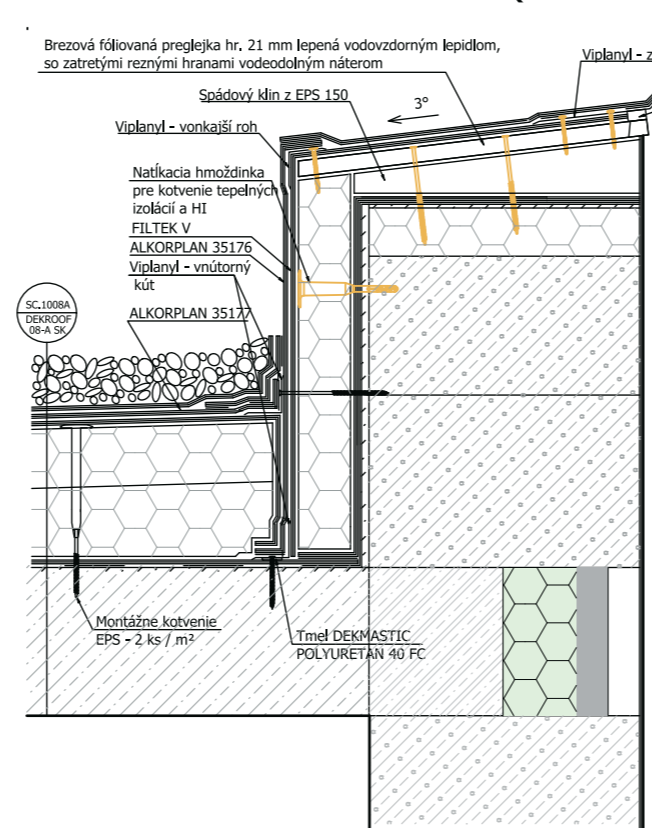 Brezová fóliovaná preglejka hr. 21 mm lepená vodovzdorným lepidlom,
so zatretými reznými hranami vodeodolným náterom
Viplanyl - z
Spádový klin z EPS 150
3°
Viplanyl - vonkajší roh
Natĺkacia hmoždinka
pre kotvenie tepelných
izolácií a HI
FILTEK V
ALKORPLAN 35176
Viplanyl - vnútorný
kút
ALKORPLAN 35177
SC.1008A
DEKROOF
08-A SK
Montážne kotvenie
EPS - 2 ks / m²
Tmel DEKMASTIC
POLYURETAN 40 FC